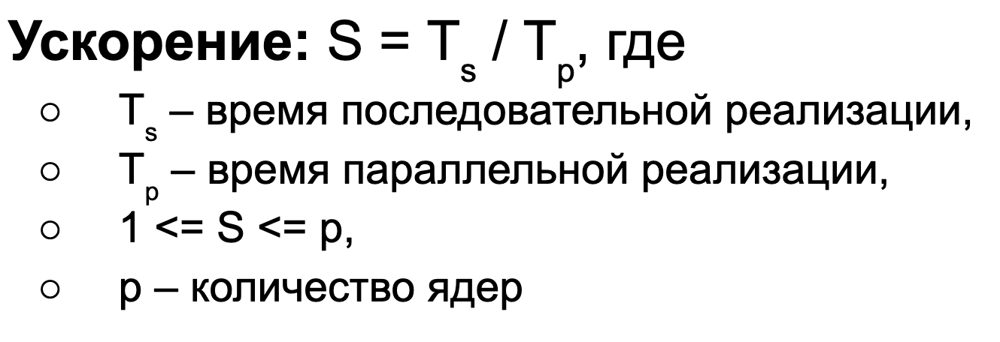 Ускорение: S = Ts / Tp, где
○ Ts – время последовательной реализации,
○ Tp – время параллельной реализации,
○ 1 <= S <= p,
○ p – количество ядер